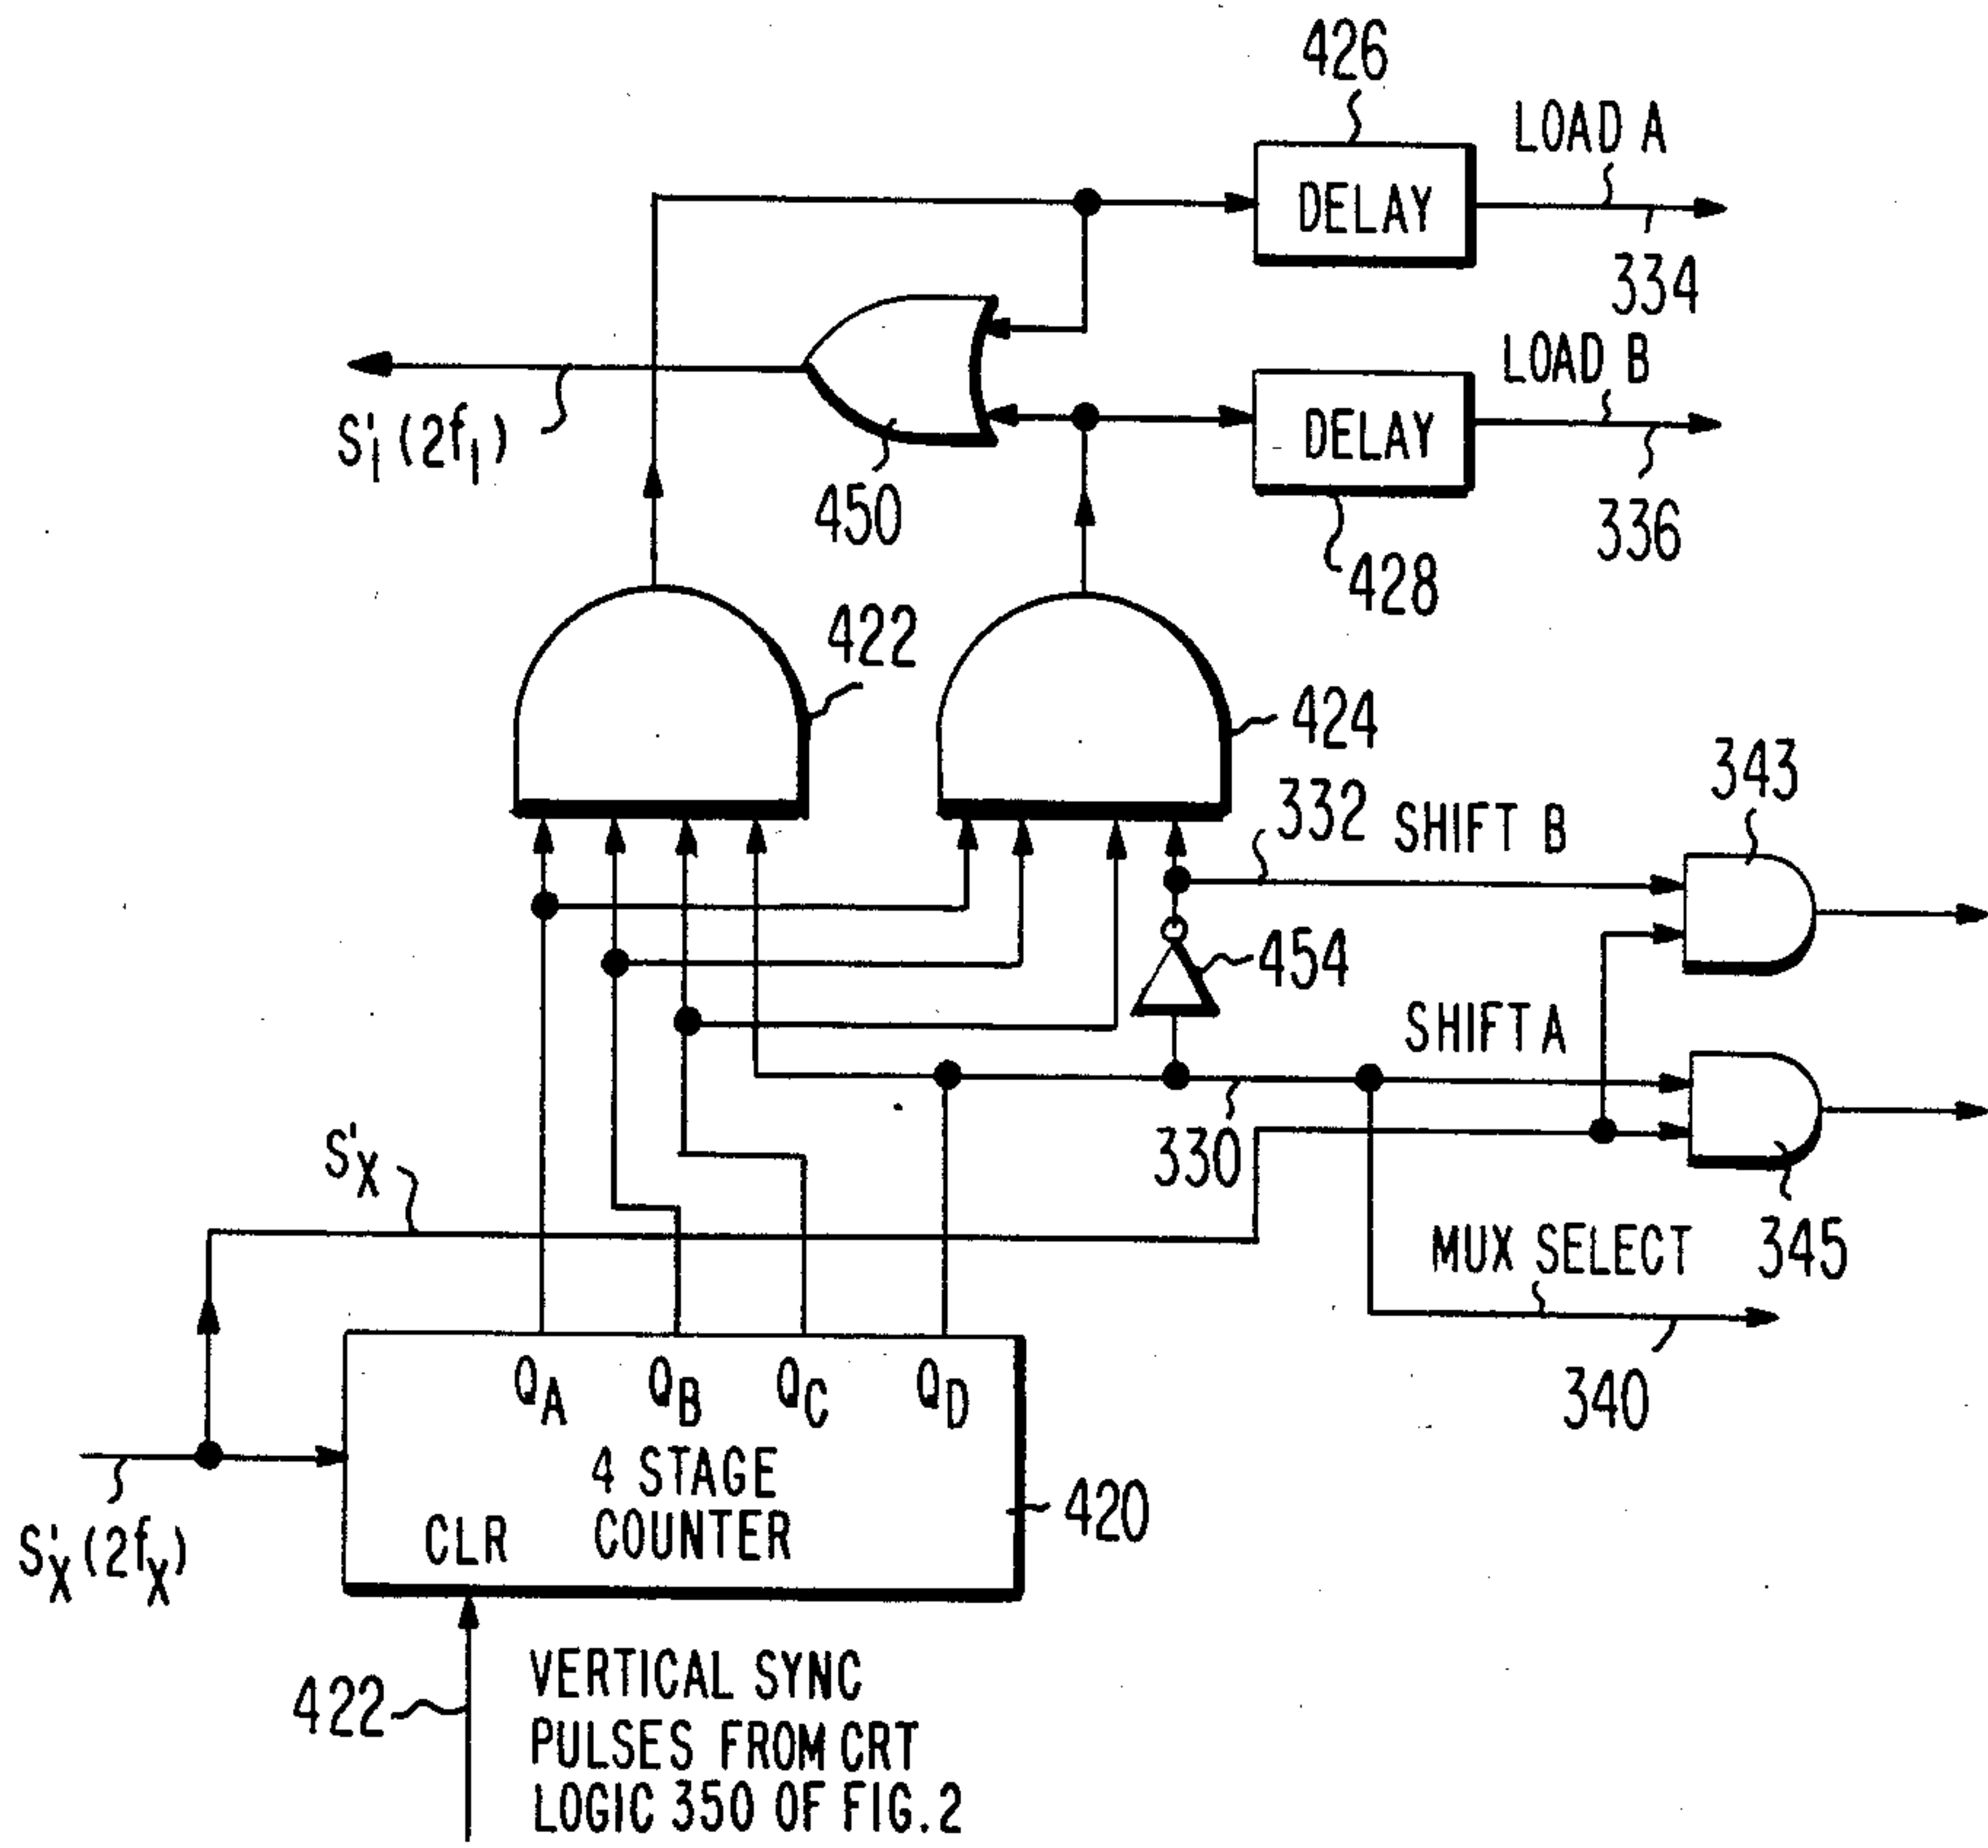 426
LOAD A
DELAY
334
LOAD B
S'i (2fi)
DELAY
450
336
428
422
424
332
SHIFT B
343
454
SHIFT A
S'X
330
345
MUX SELECT
340
QA QB QC QD
4 STAGE
COUNTER
CLR
420
S'X (2fX)
422
VERTICAL SYNC
PULSES FROM CRT
LOGIC 350 OF FIG. 2